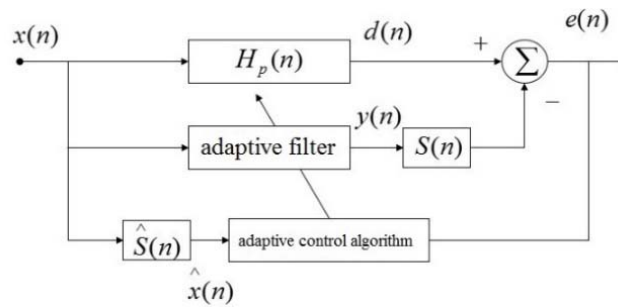 x(n)
H_p(n)
d(n)
+
Σ
e(n)
−
adaptive filter
y(n)
S(n)
Ŝ(n)
x̂(n)
adaptive control algorithm